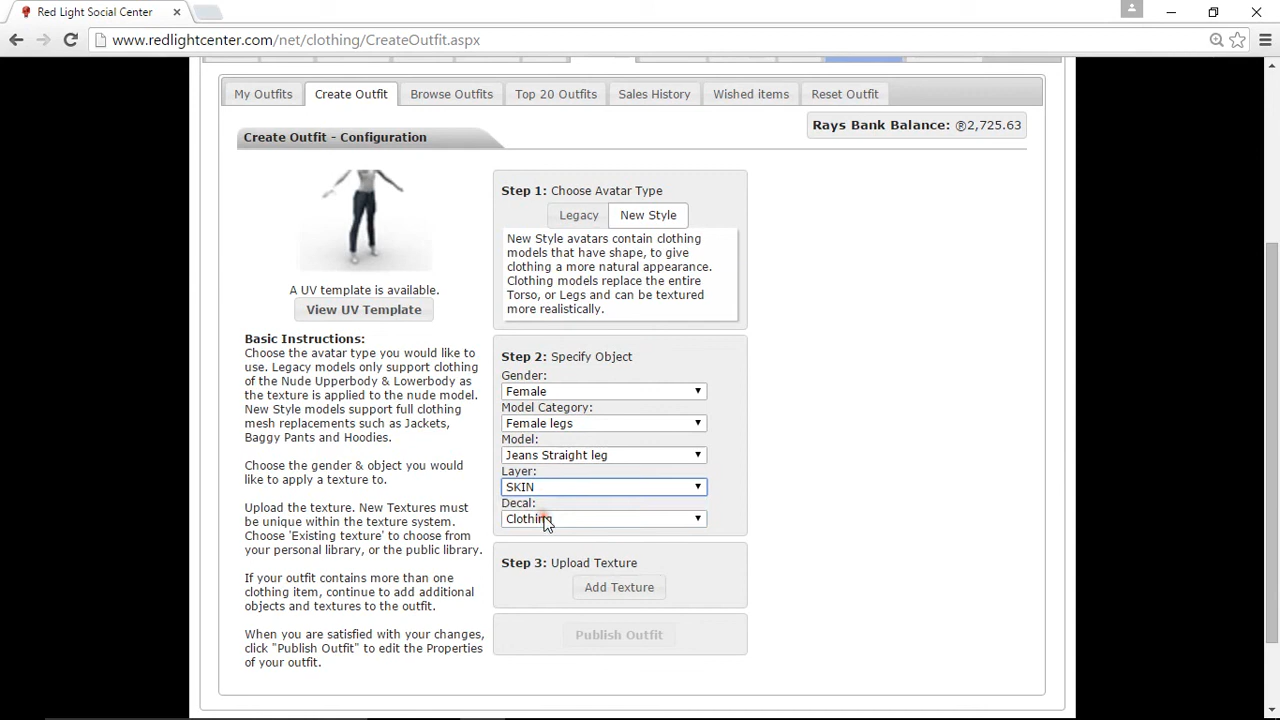 Red Light Social Center
www.redlightcenter.com/net/clothing/CreateOutfit.aspx
My Outfits
Create Outfit
Browse Outfits
Top 20 Outfits
Sales History
Wished items
Reset Outfit
Rays Bank Balance: ℗2,725.63
Create Outfit - Configuration
A UV template is available.
View UV Template
Basic Instructions:
Choose the avatar type you would like to
use. Legacy models only support clothing
of the Nude Upperbody & Lowerbody as
the texture is applied to the nude model.
New Style models support full clothing
mesh replacements such as Jackets,
Baggy Pants and Hoodies.
Choose the gender & object you would
like to apply a texture to.
Upload the texture. New Textures must
be unique within the texture system.
Choose 'Existing texture' to choose from
your personal library, or the public library.
If your outfit contains more than one
clothing item, continue to add additional
objects and textures to the outfit.
When you are satisfied with your changes,
click "Publish Outfit" to edit the Properties
of your outfit.
Step 1: Choose Avatar Type
Legacy
New Style
New Style avatars contain clothing
models that have shape, to give
clothing a more natural appearance.
Clothing models replace the entire
Torso, or Legs and can be textured
more realistically.
Step 2: Specify Object
Gender:
Female
Model Category:
Female legs
Model:
Jeans Straight leg
Layer:
SKIN
Decal:
Clothing
Step 3: Upload Texture
Add Texture
Publish Outfit